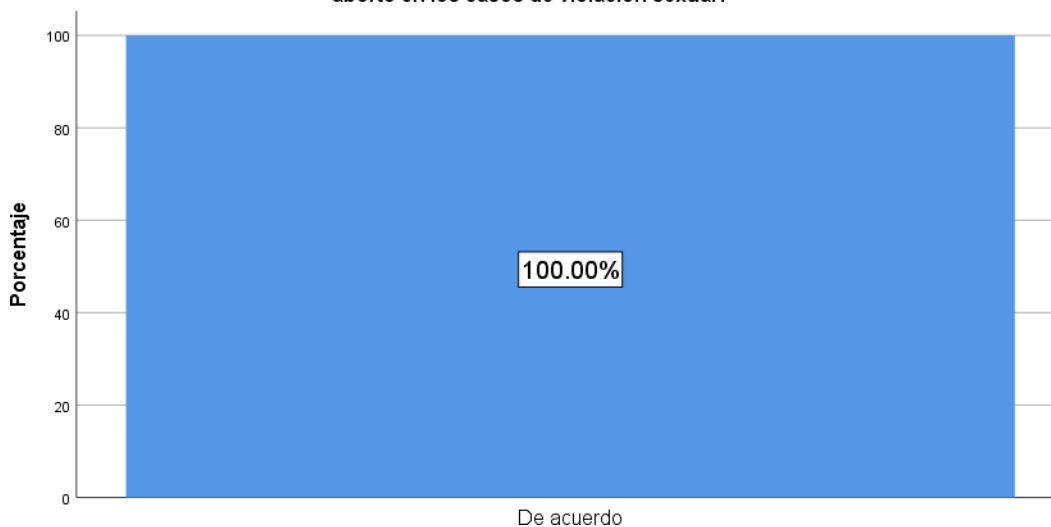 aborto en los casos de violación sexual?
100
80
60
40
20
0
Porcentaje
100.00%
De acuerdo